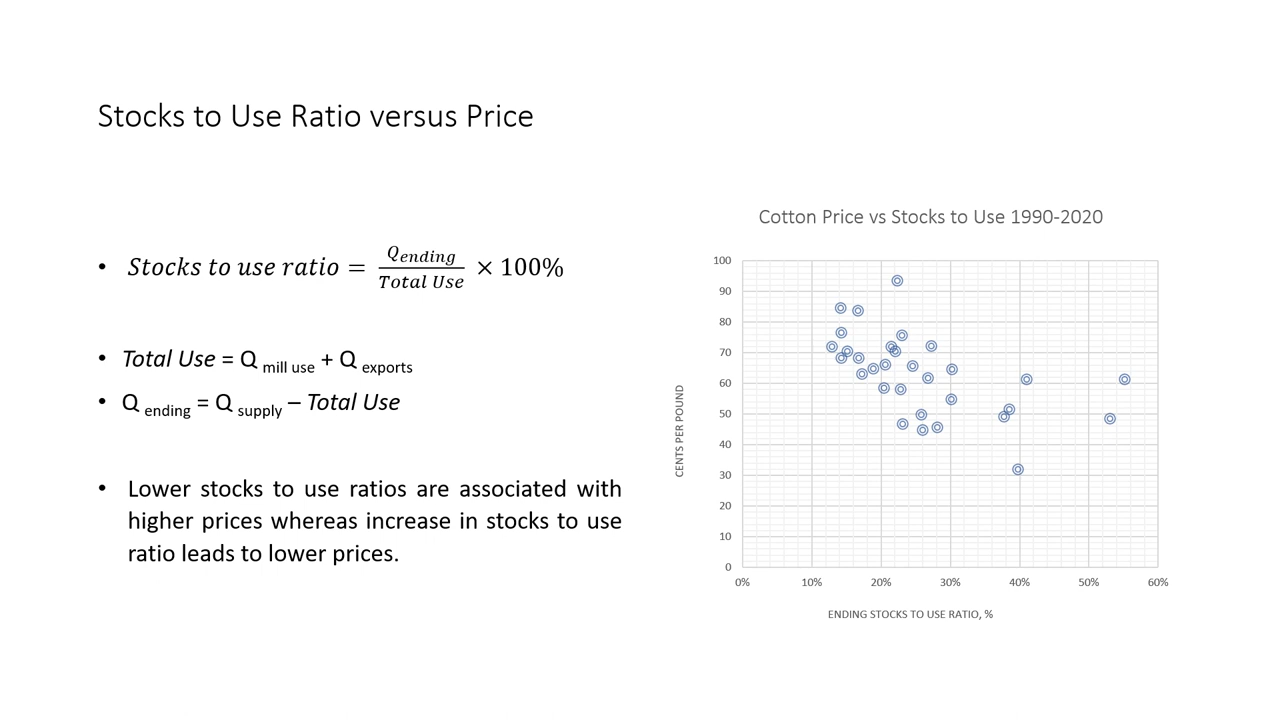 Stocks to Use Ratio versus Price
• Stocks to use ratio = Qending / Total Use × 100%
• Total Use = Q mill use + Q exports
• Q ending = Q supply – Total Use
• Lower stocks to use ratios are associated with
higher prices whereas increase in stocks to use
ratio leads to lower prices.
Cotton Price vs Stocks to Use 1990-2020
CENTS PER POUND
100
90
80
70
60
50
40
30
20
10
0
0% 10% 20% 30% 40% 50% 60%
ENDING STOCKS TO USE RATIO, %